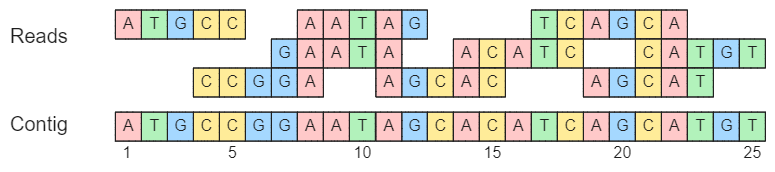 Reads
A T G C C A A T A G T C A G C A
G A A T A A C A T C C A T G T
C C G G A A G C A C A G C A T
Contig A T G C C G G A A T A G C A C A T C A G C A T G T
1 5 10 15 20 25